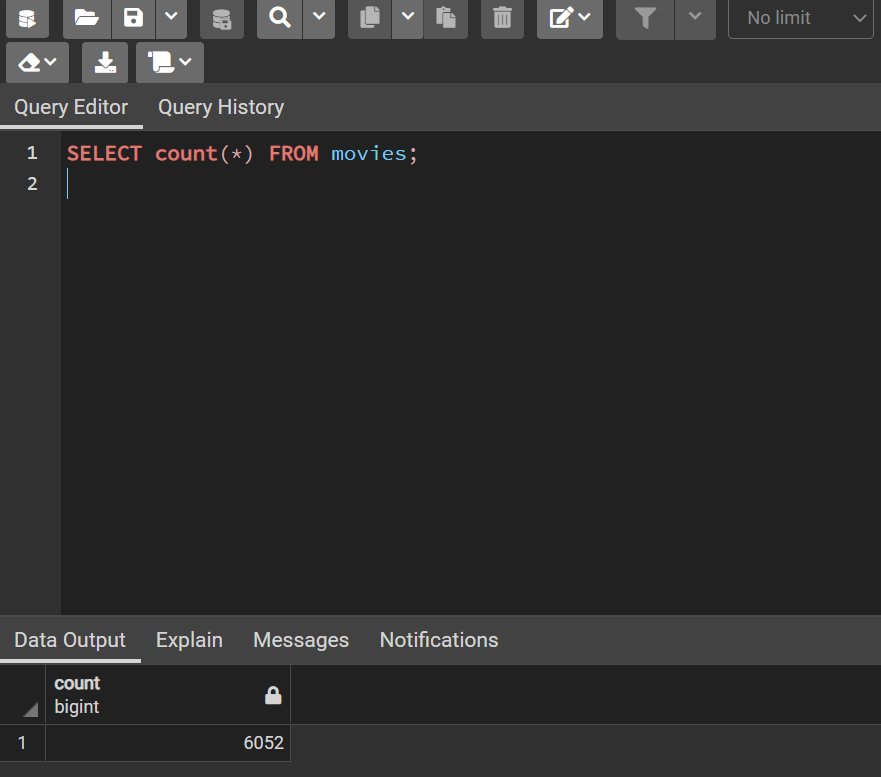 No limit
Query Editor Query History
1 SELECT count(*) FROM movies;
2
Data Output Explain Messages Notifications
count
bigint
1 6052